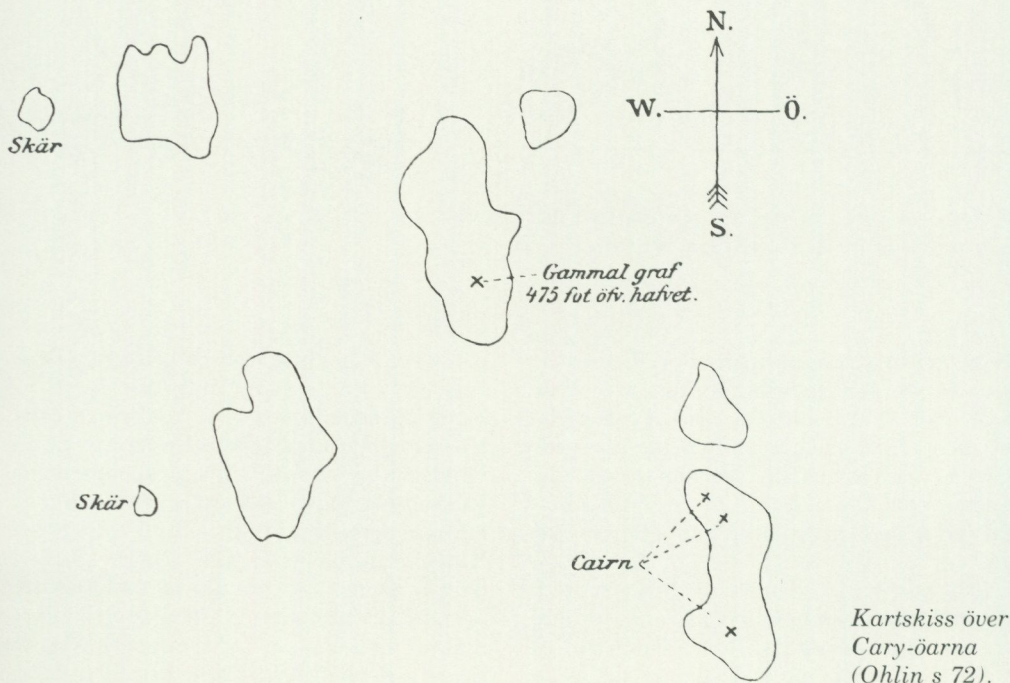 N.
W.
Ö.
S.
Skär
Gammal graf
475 fot öfv. hafvet.
Skär
Cairn
Kartskiss över
Cary-öarna
(Ohlin s 72).